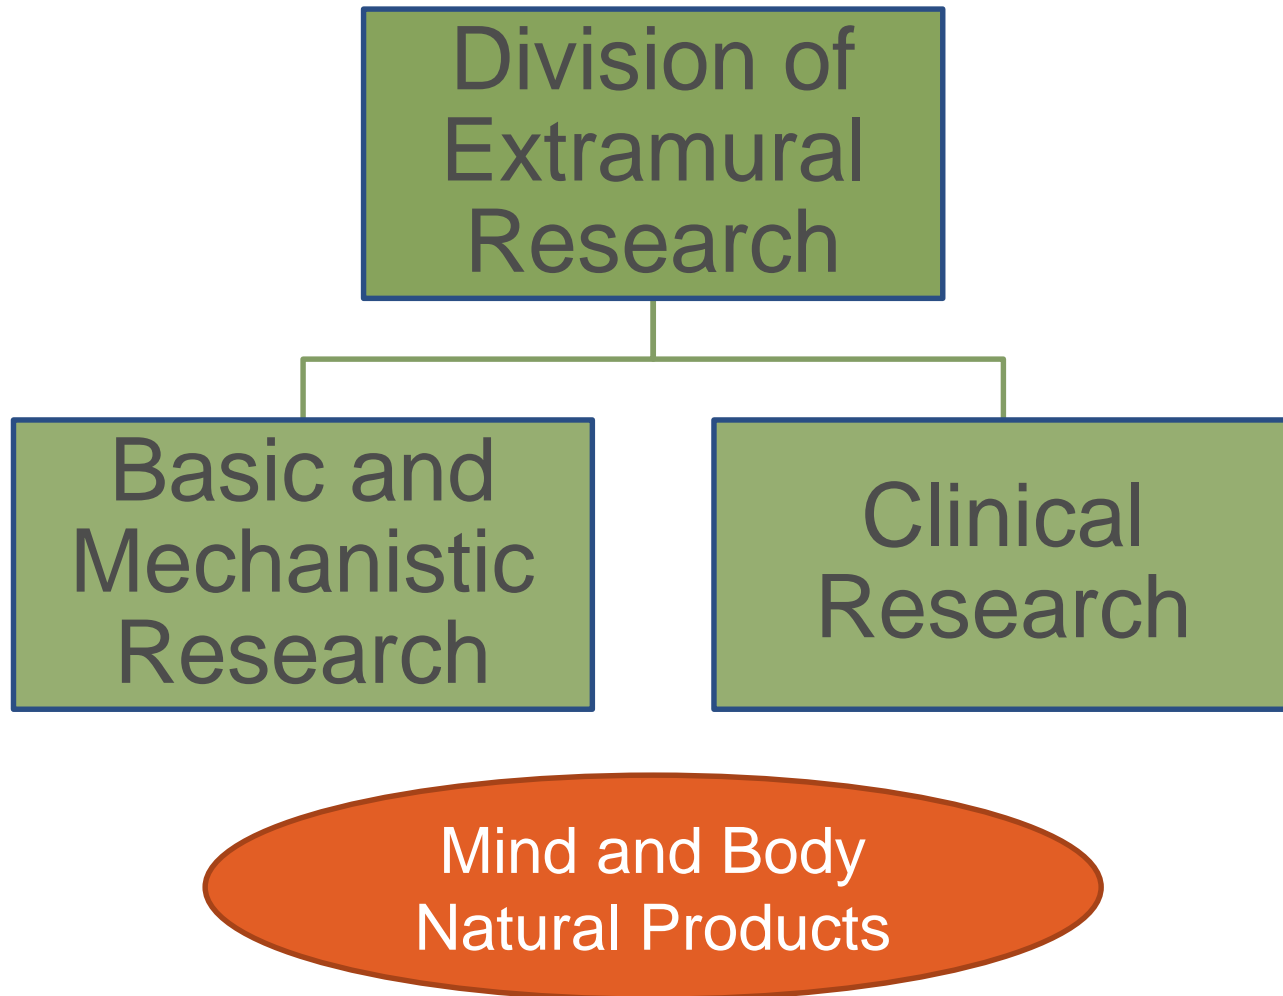 Division of
Extramural
Research
Basic and
Mechanistic
Research
Clinical
Research
Mind and Body
Natural Products